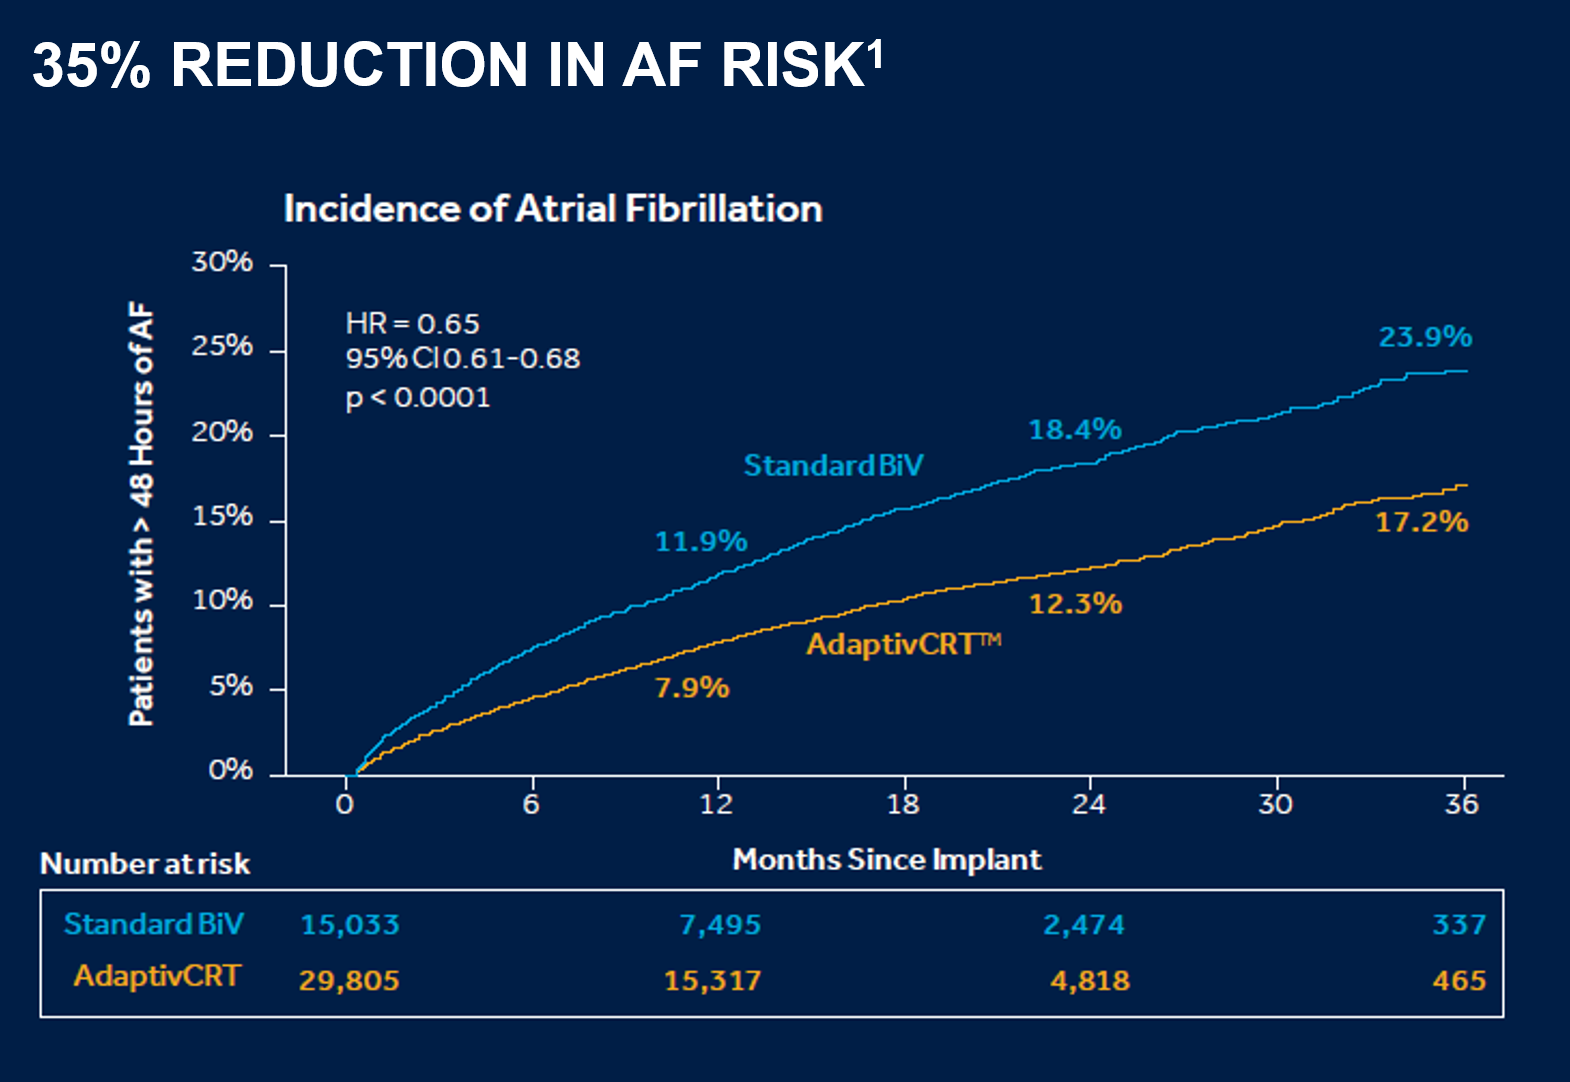 35% REDUCTION IN AF RISK¹
Incidence of Atrial Fibrillation
Patients with > 48 Hours of AF
30%
25%
20%
15%
10%
5%
0%
HR = 0.65
95% CI 0.61-0.68
p < 0.0001
23.9%
18.4%
Standard BiV
11.9%
17.2%
12.3%
AdaptivCRT™
7.9%
0 6 12 18 24 30 36
Months Since Implant
Number at risk
Standard BiV 15,033 7,495 2,474 337
AdaptivCRT 29,805 15,317 4,818 465